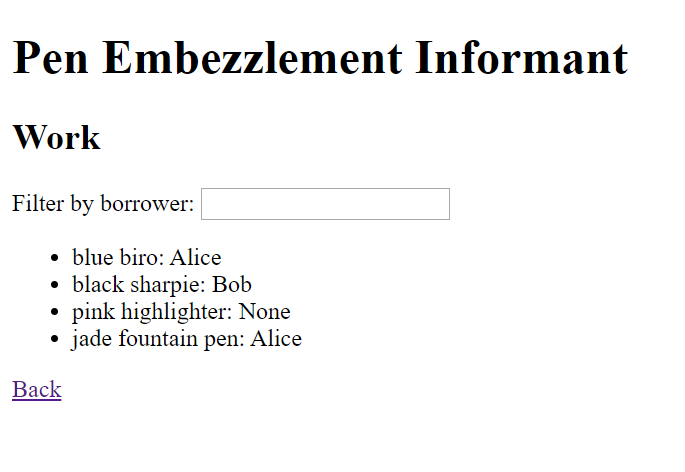 Pen Embezzlement Informant
Work
Filter by borrower:
blue biro: Alice
black sharpie: Bob
pink highlighter: None
jade fountain pen: Alice
Back